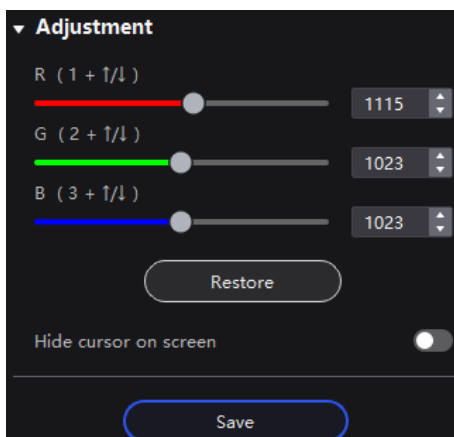 Adjustment
R ( 1 + ↑/↓ )
1115
G ( 2 + ↑/↓ )
1023
B ( 3 + ↑/↓ )
1023
Restore
Hide cursor on screen
Save